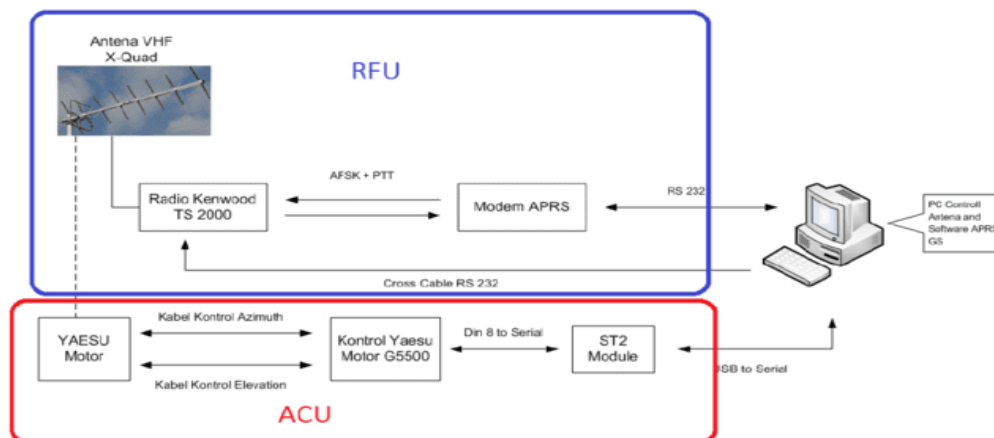 Antena VHF
X-Quad
RFU
AFSK + PTT
RS 232
Radio Kenwood
TS 2000
Modem APRS
PC Controll
Antena and
Software APRS
GS
Cross Cable RS 232
Kabel Kontrol Azimuth
Din 8 to Serial
YAESU
Motor
Kontrol Yaesu
Motor G5500
ST2
Module
Kabel Kontrol Elevation
USB to Serial
ACU